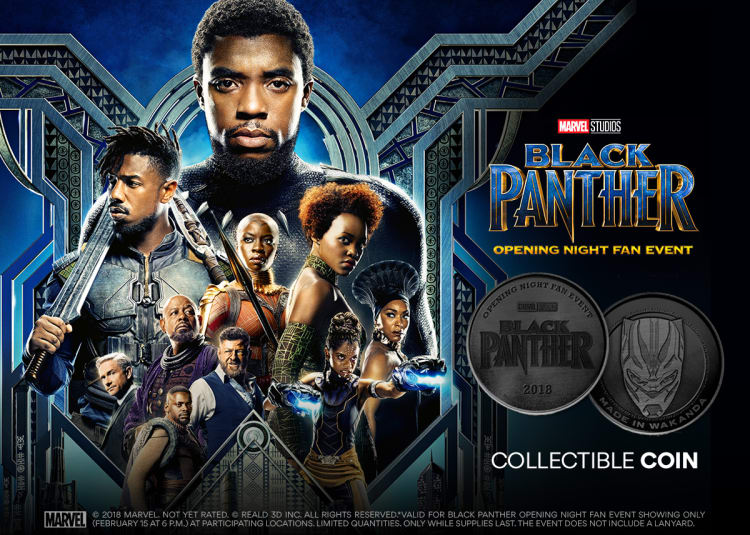 MARVEL STUDIOS
BLACK
PANTHER
OPENING NIGHT FAN EVENT
OPENING NIGHT FAN EVENT
MARVEL STUDIOS
BLACK
PANTHER
2018
MADE IN WAKANDA
COLLECTIBLE COIN
MARVEL
© 2018 MARVEL. NOT YET RATED. © REALD 3D INC. ALL RIGHTS RESERVED.*VALID FOR BLACK PANTHER OPENING NIGHT FAN EVENT SHOWING ONLY
(FEBRUARY 15 AT 6 P.M.) AT PARTICIPATING LOCATIONS. LIMITED QUANTITIES. ONLY WHILE SUPPLIES LAST. THE EVENT DOES NOT INCLUDE A LANYARD.